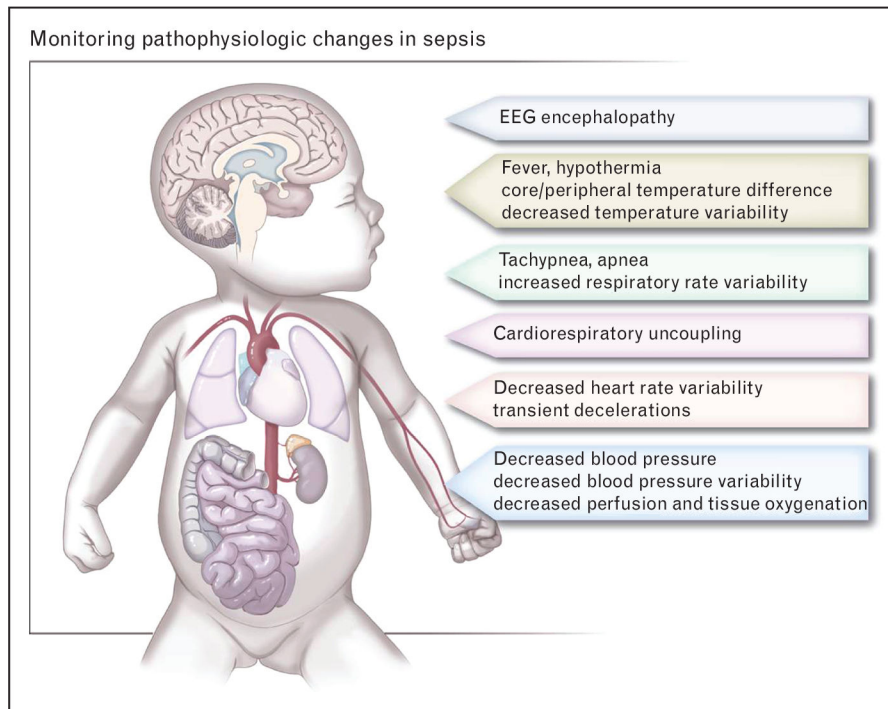 Monitoring pathophysiologic changes in sepsis
EEG encephalopathy
Fever, hypothermia
core/peripheral temperature difference
decreased temperature variability
Tachypnea, apnea
increased respiratory rate variability
Cardiorespiratory uncoupling
Decreased heart rate variability
transient decelerations
Decreased blood pressure
decreased blood pressure variability
decreased perfusion and tissue oxygenation